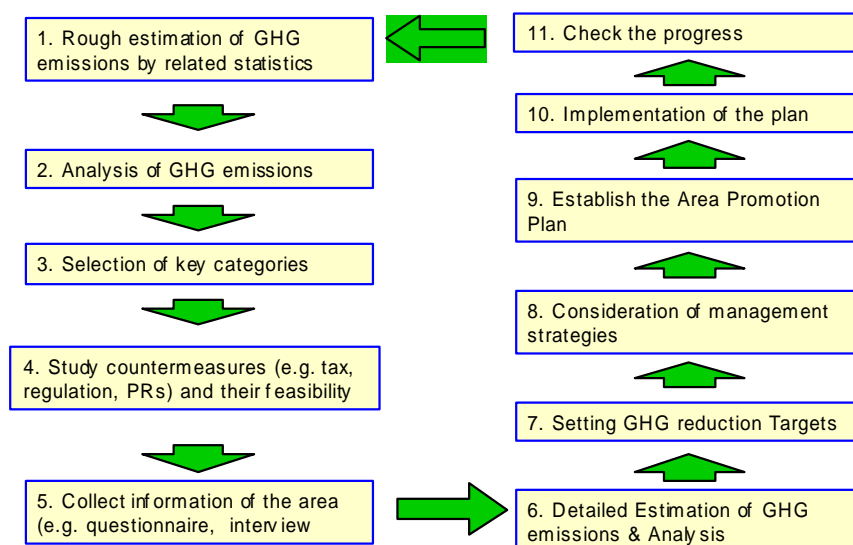 1. Rough estimation of GHG
emissions by related statistics
2. Analysis of GHG emissions
3. Selection of key categories
4. Study countermeasures (e.g. tax,
regulation, PRs) and their feasibility
5. Collect information of the area
(e.g. questionnaire, interview
6. Detailed Estimation of GHG
emissions & Analysis
7. Setting GHG reduction Targets
8. Consideration of management
strategies
9. Establish the Area Promotion
Plan
10. Implementation of the plan
11. Check the progress